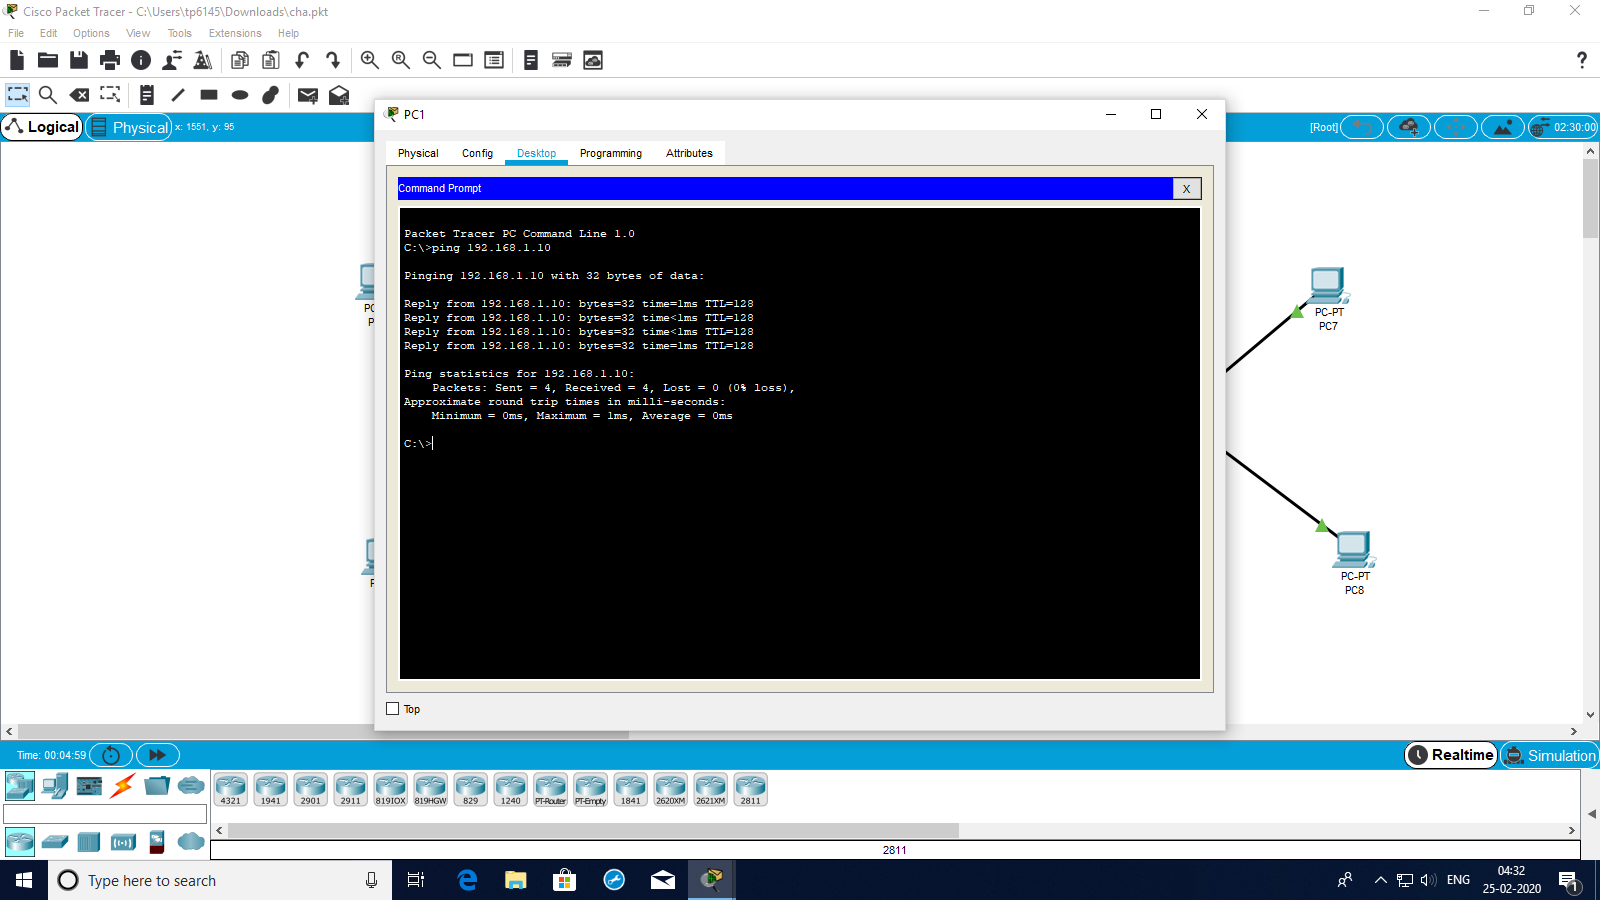 Cisco Packet Tracer - C:\Users\tp6145\Downloads\cha.pkt
File Edit Options View Tools Extensions Help
Logical Physical x: 1551, y: 95 [Root] 02:30:00
PC1
Physical Config Desktop Programming Attributes
Command Prompt X
Packet Tracer PC Command Line 1.0
C:\>ping 192.168.1.10
Pinging 192.168.1.10 with 32 bytes of data:
Reply from 192.168.1.10: bytes=32 time=1ms TTL=128
Reply from 192.168.1.10: bytes=32 time<1ms TTL=128
Reply from 192.168.1.10: bytes=32 time<1ms TTL=128
Reply from 192.168.1.10: bytes=32 time=1ms TTL=128
Ping statistics for 192.168.1.10:
Packets: Sent = 4, Received = 4, Lost = 0 (0% loss),
Approximate round trip times in milli-seconds:
Minimum = 0ms, Maximum = 1ms, Average = 0ms
C:\>
Top
PC-PT
PC7
PC-PT
PC8
Time: 00:04:59 Realtime Simulation
4321 1941 2901 2911 819IOX 819HGW 829 1240 PT-Router PT-Empty 1841 2620XM 2621XM 2811
2811
Type here to search
ENG 04:32
25-02-2020
1